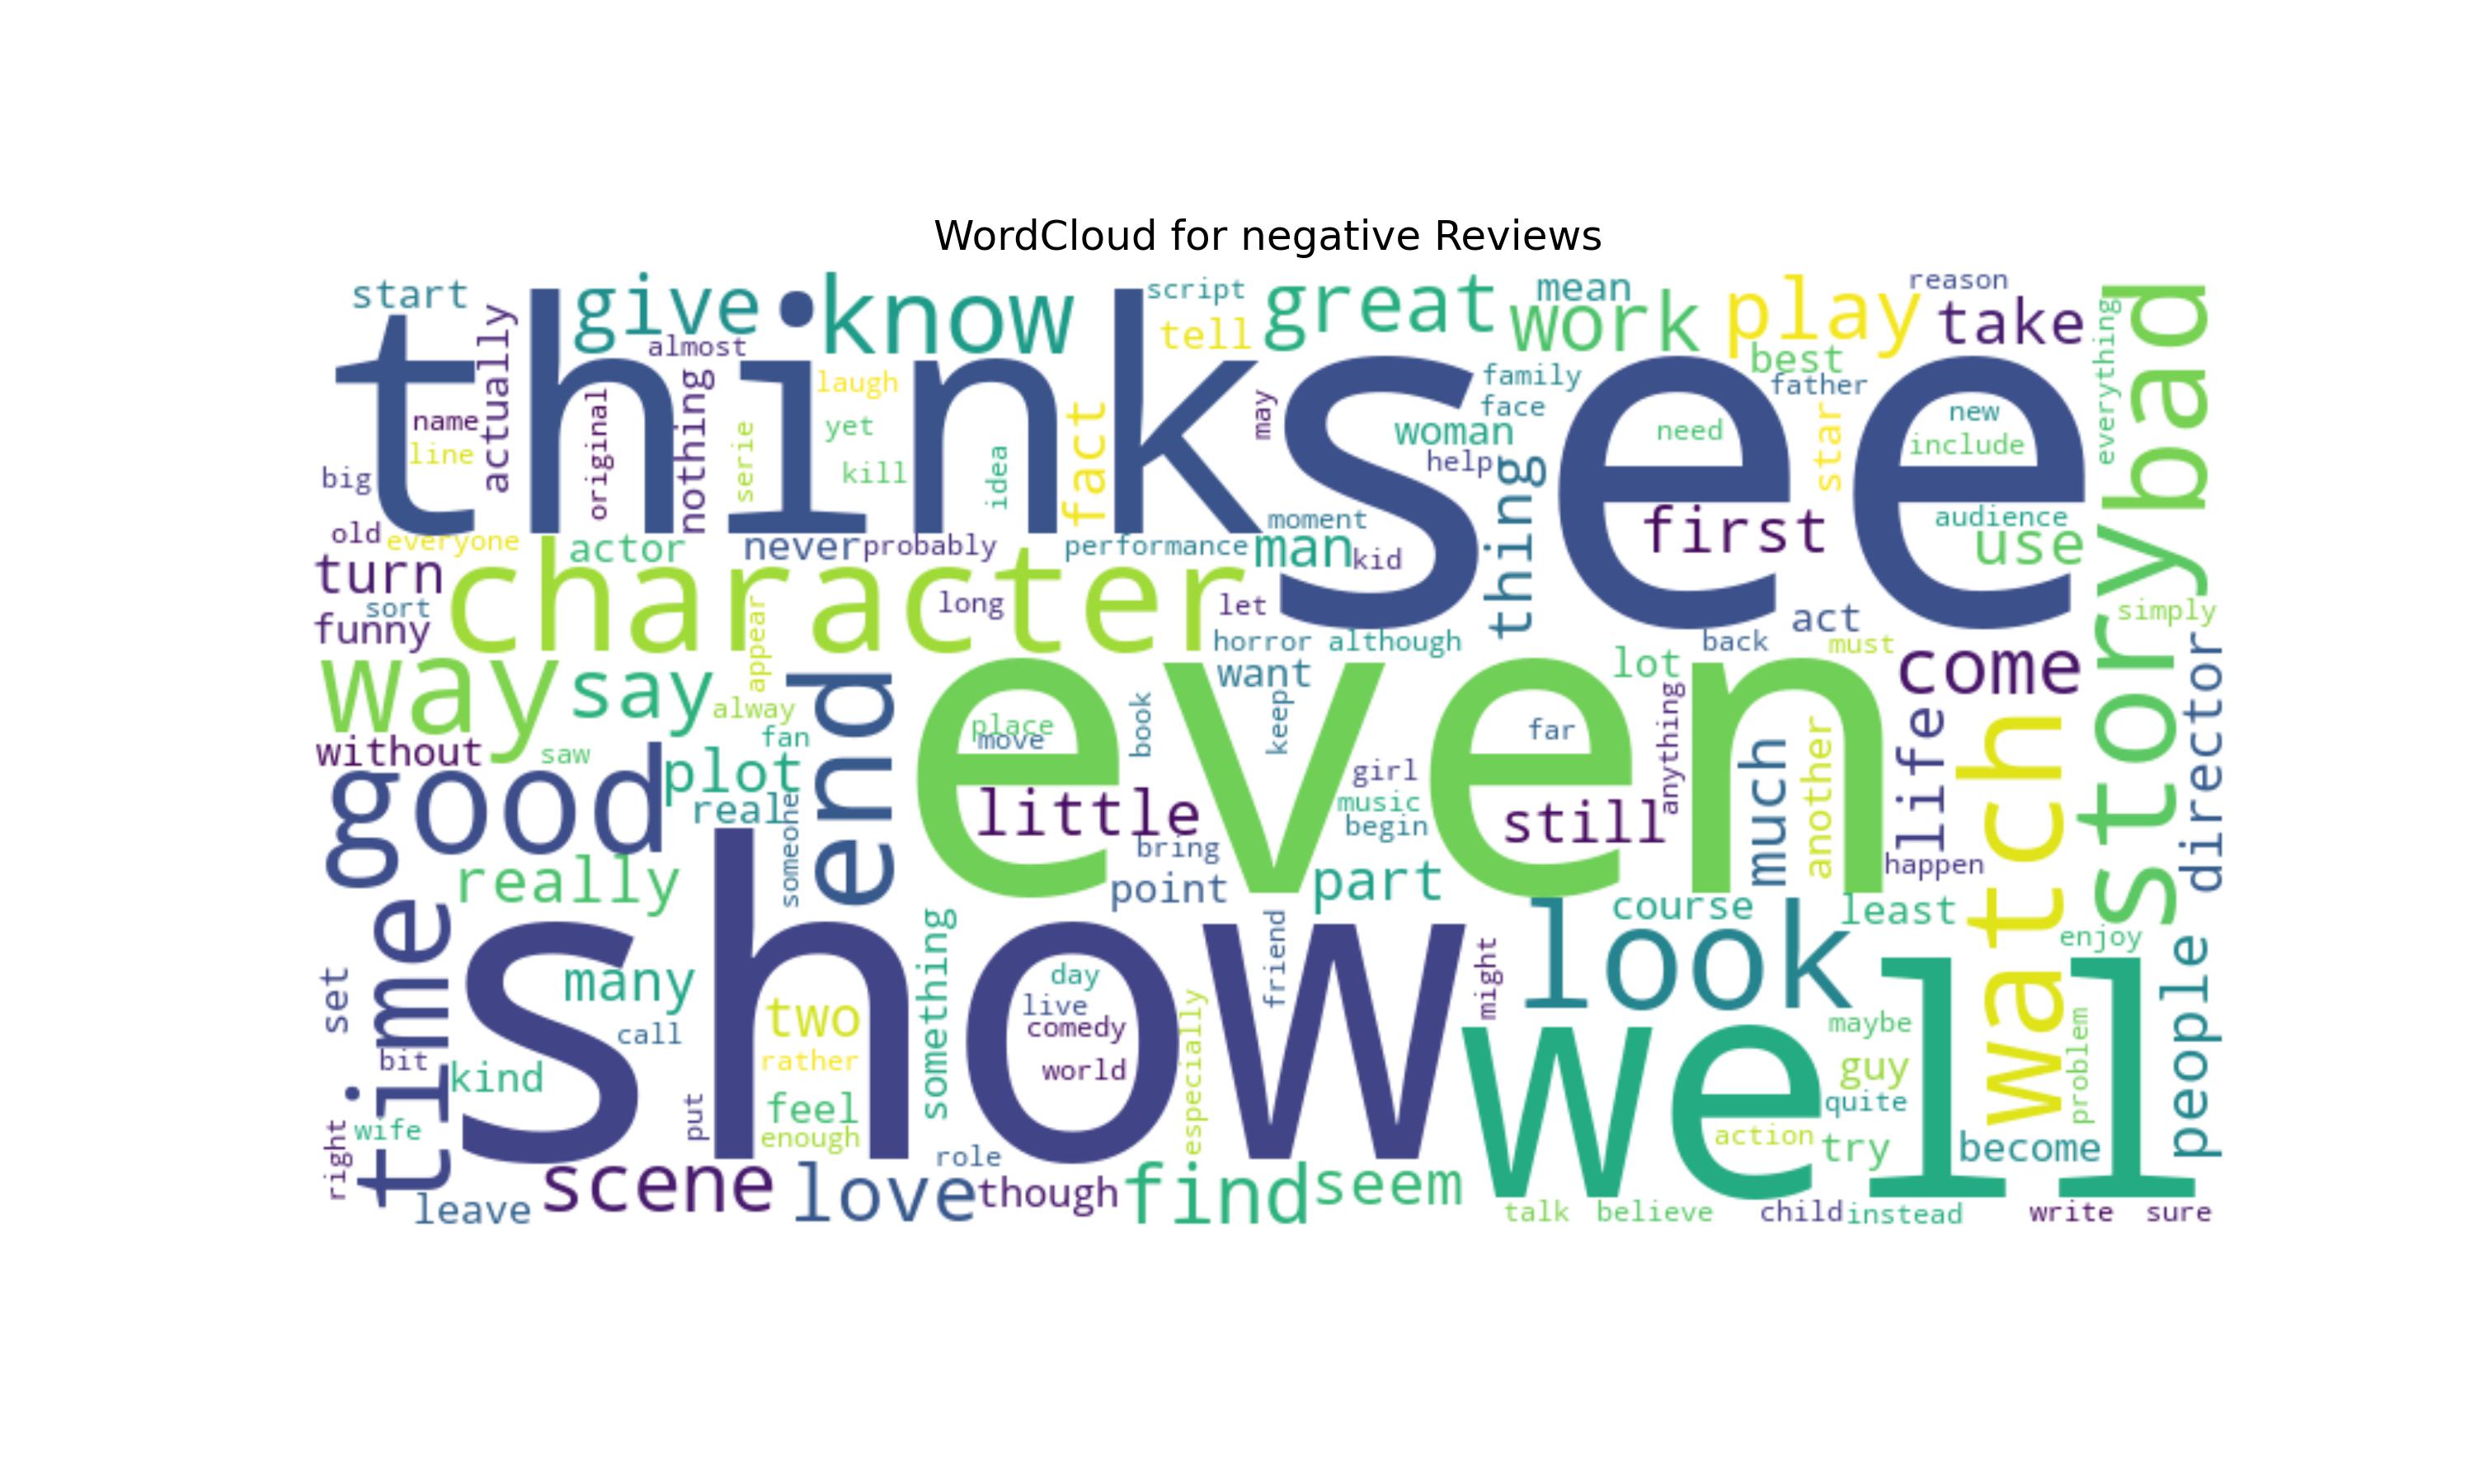 WordCloud for negative Reviews
start
give
know
script
great
mean
work
play
reason
take
bad
everything
think
almost
tell
best
actually
nothing
laugh
see
family
father
name
original
fact
may
face
star
new
line
serie
yet
woman
need
include
big
kill
idea
help
thing
old
everyone
actor
never
probably
performance
moment
man
kid
first
audience
use
turn
character
story
sort
long
let
act
simply
funny
appear
horror
although
back
must
way
say
end
even
want
lot
come
director
alway
place
move
book
keep
far
anything
much
another
life
watch
without
saw
fan
good
plot
girl
real
someone
little
music
begin
still
bring
happen
really
point
part
time
show
something
friend
might
look
course
least
enjoy
set
many
day
people
live
two
call
comedy
especially
well
maybe
problem
bit
rather
world
guy
kind
put
feel
quite
right
wife
enough
action
try
become
role
scene
love
though
find
seem
leave
talk
believe
child
instead
write
sure